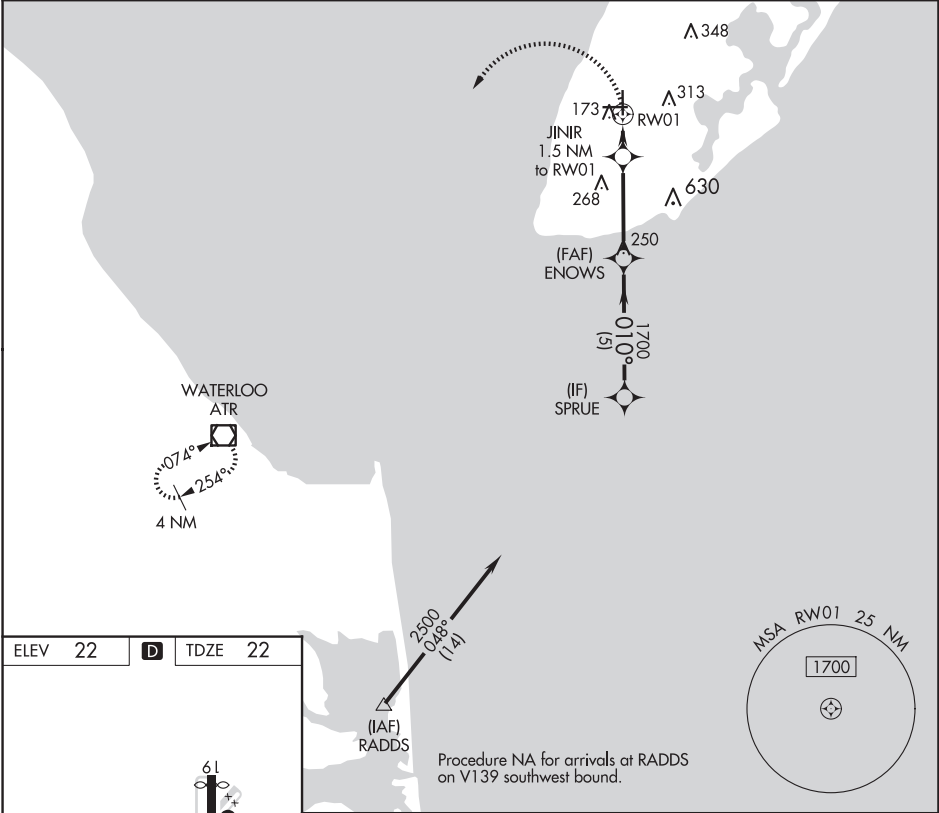 348
313
173
RW01
JINIR
1.5 NM
to RW01
268
630
250
(FAF)
ENOWS
1700
010°
(5)
(IF)
SPRUE
WATERLOO
ATR
074°
254°
4 NM
2500
048°
(14)
(IAF)
RADDS
MSA RW01 25 NM
1700
Procedure NA for arrivals at RADDS
on V139 southwest bound.
ELEV 22 D TDZE 22
19